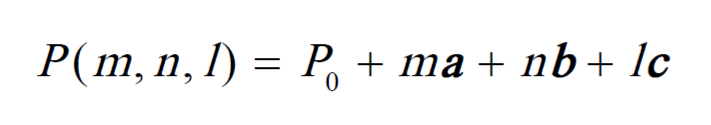 P(m, n, l) = P₀ + ma + nb + lc